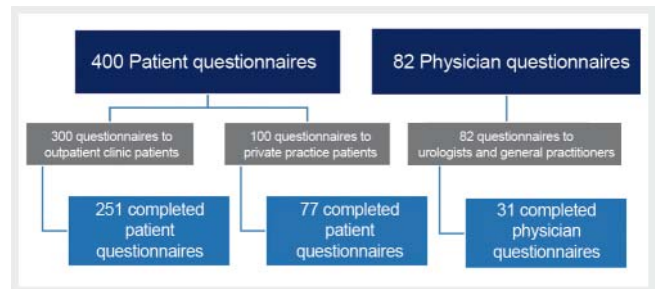 400 Patient questionnaires
82 Physician questionnaires
300 questionnaires to
outpatient clinic patients
100 questionnaires to
private practice patients
82 questionnaires to
urologists and general practitioners
251 completed
patient
questionnaires
77 completed
patient
questionnaires
31 completed
physician
questionnaires